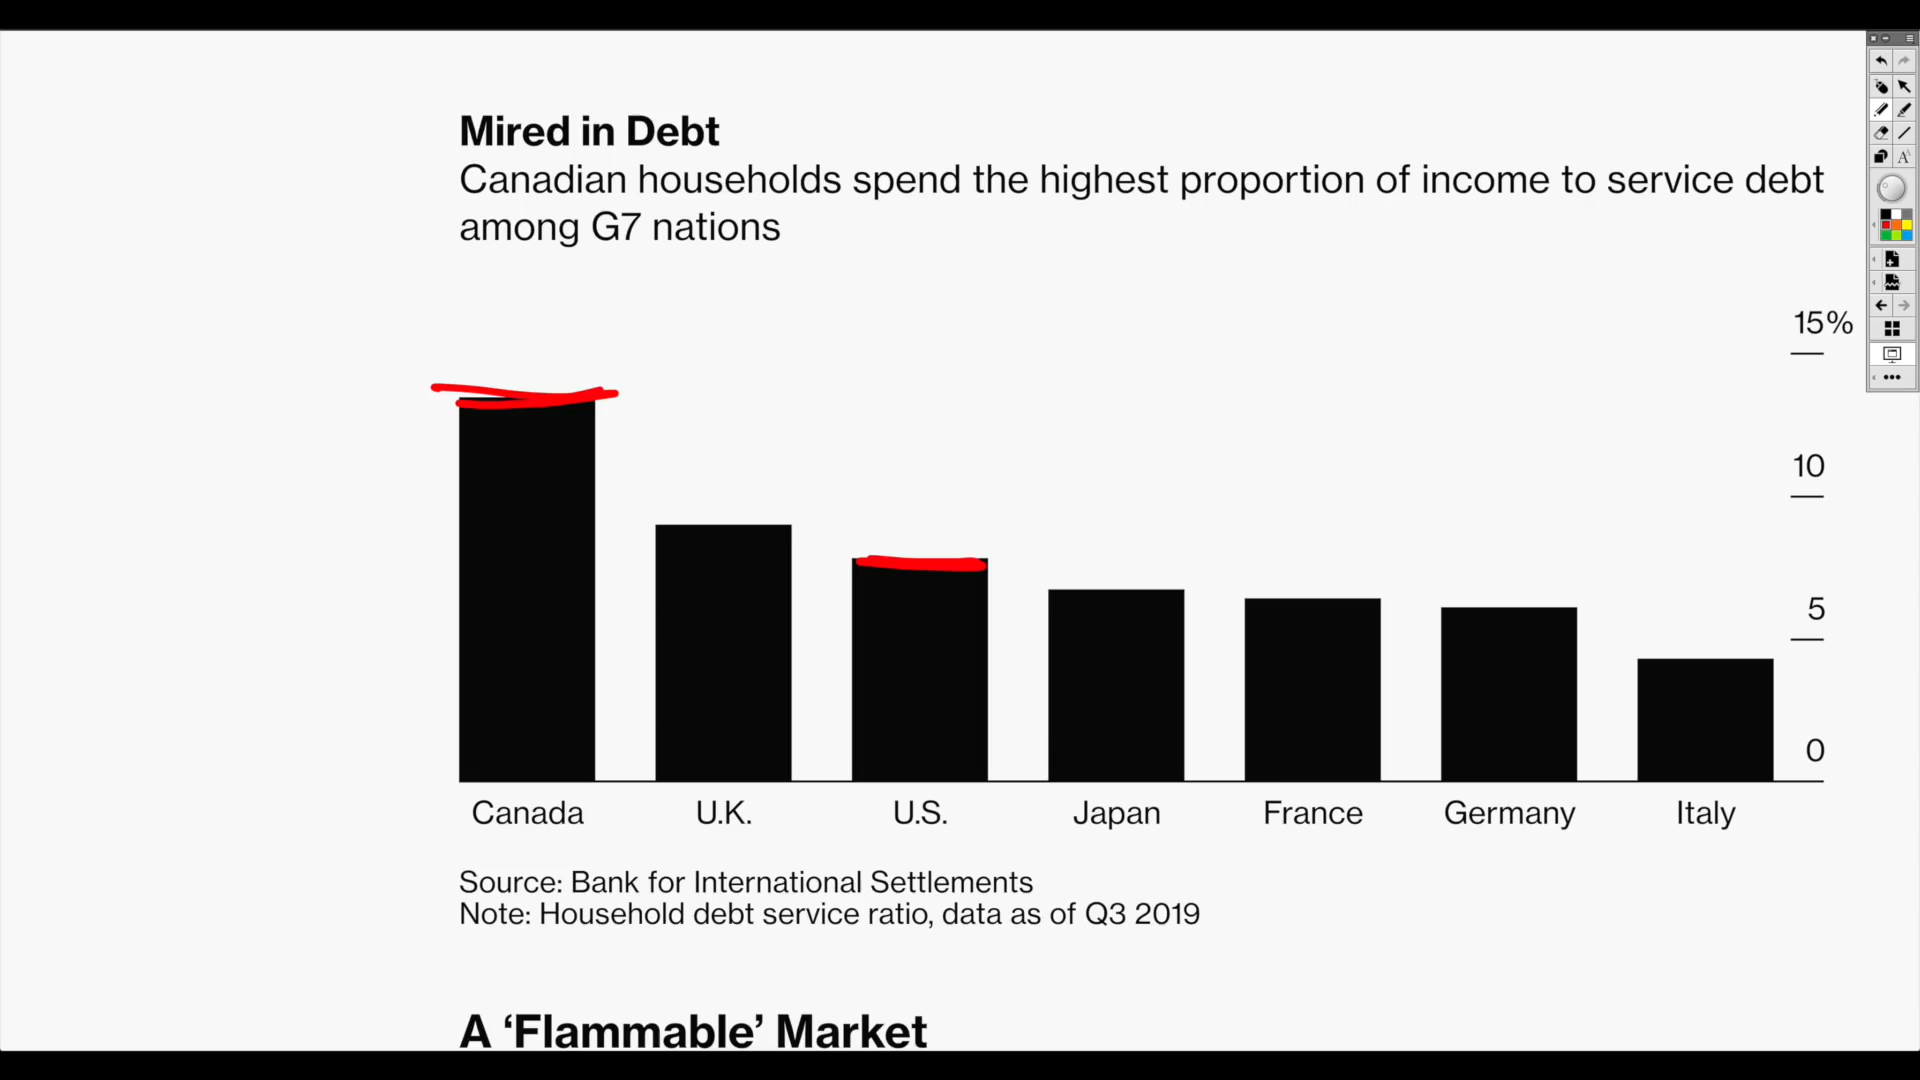 Mired in Debt
Canadian households spend the highest proportion of income to service debt
among G7 nations
15%
10
5
0
Canada U.K. U.S. Japan France Germany Italy
Source: Bank for International Settlements
Note: Household debt service ratio, data as of Q3 2019
A ‘Flammable’ Market
A